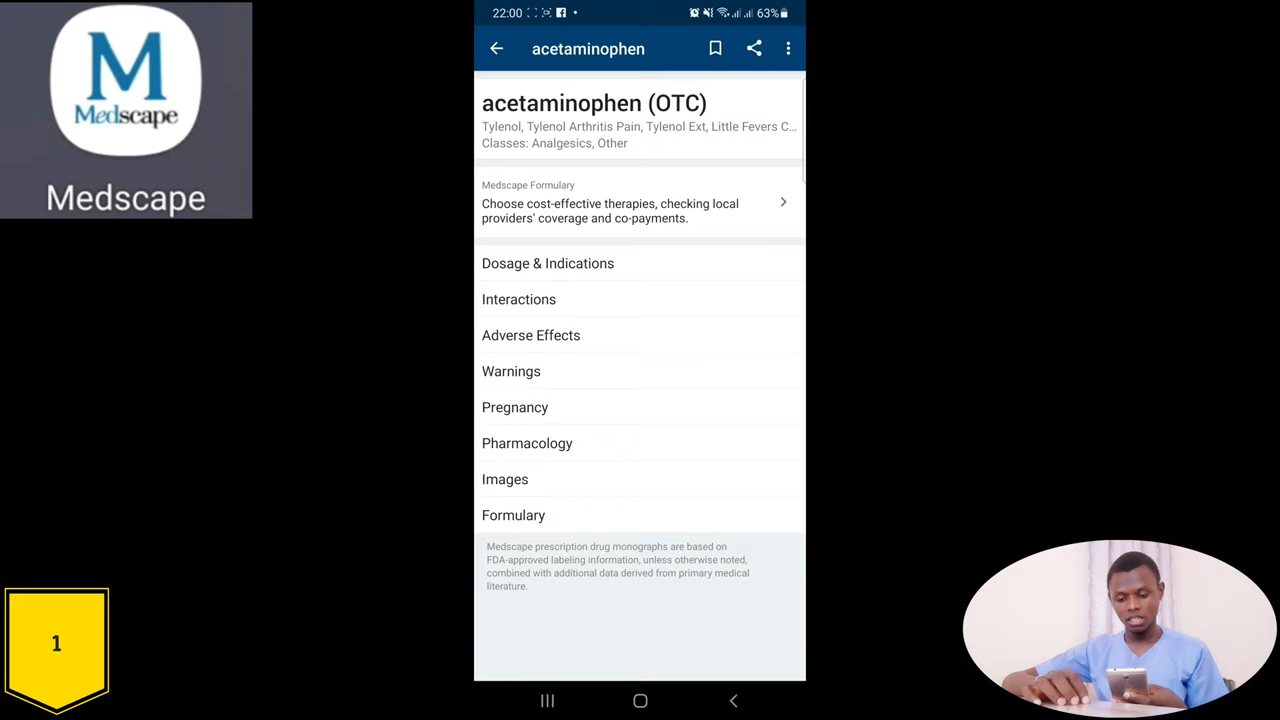 M
Medscape
Medscape
22:00
63%
acetaminophen
acetaminophen (OTC)
Tylenol, Tylenol Arthritis Pain, Tylenol Ext, Little Fevers C...
Classes: Analgesics, Other
Medscape Formulary
Choose cost-effective therapies, checking local
providers' coverage and co-payments.
Dosage & Indications
Interactions
Adverse Effects
Warnings
Pregnancy
Pharmacology
Images
Formulary
Medscape prescription drug monographs are based on
FDA-approved labeling information, unless otherwise noted,
combined with additional data derived from primary medical
literature.
1